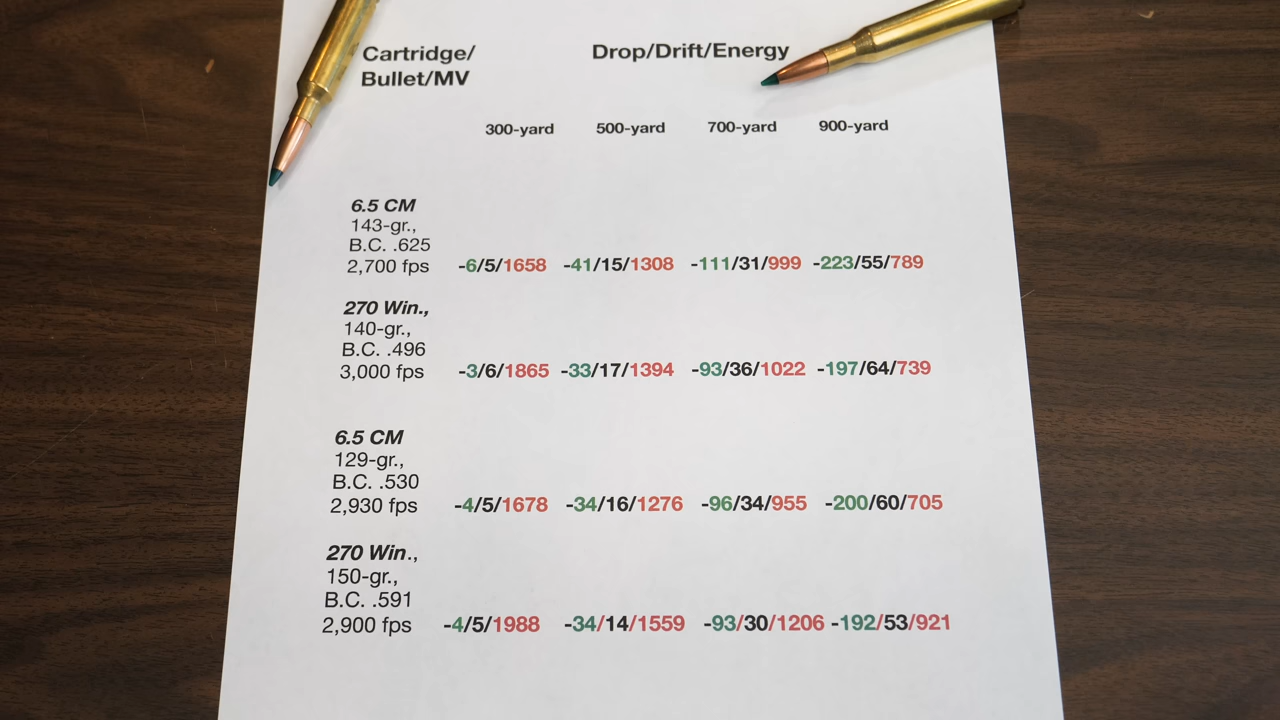 Cartridge/ Drop/Drift/Energy
Bullet/MV
300-yard 500-yard 700-yard 900-yard
6.5 CM
143-gr.,
B.C. .625
2,700 fps -6/5/1658 -41/15/1308 -111/31/999 -223/55/789
270 Win.,
140-gr.,
B.C. .496
3,000 fps -3/6/1865 -33/17/1394 -93/36/1022 -197/64/739
6.5 CM
129-gr.,
B.C. .530
2,930 fps -4/5/1678 -34/16/1276 -96/34/955 -200/60/705
270 Win.,
150-gr.,
B.C. .591
2,900 fps -4/5/1988 -34/14/1559 -93/30/1206 -192/53/921